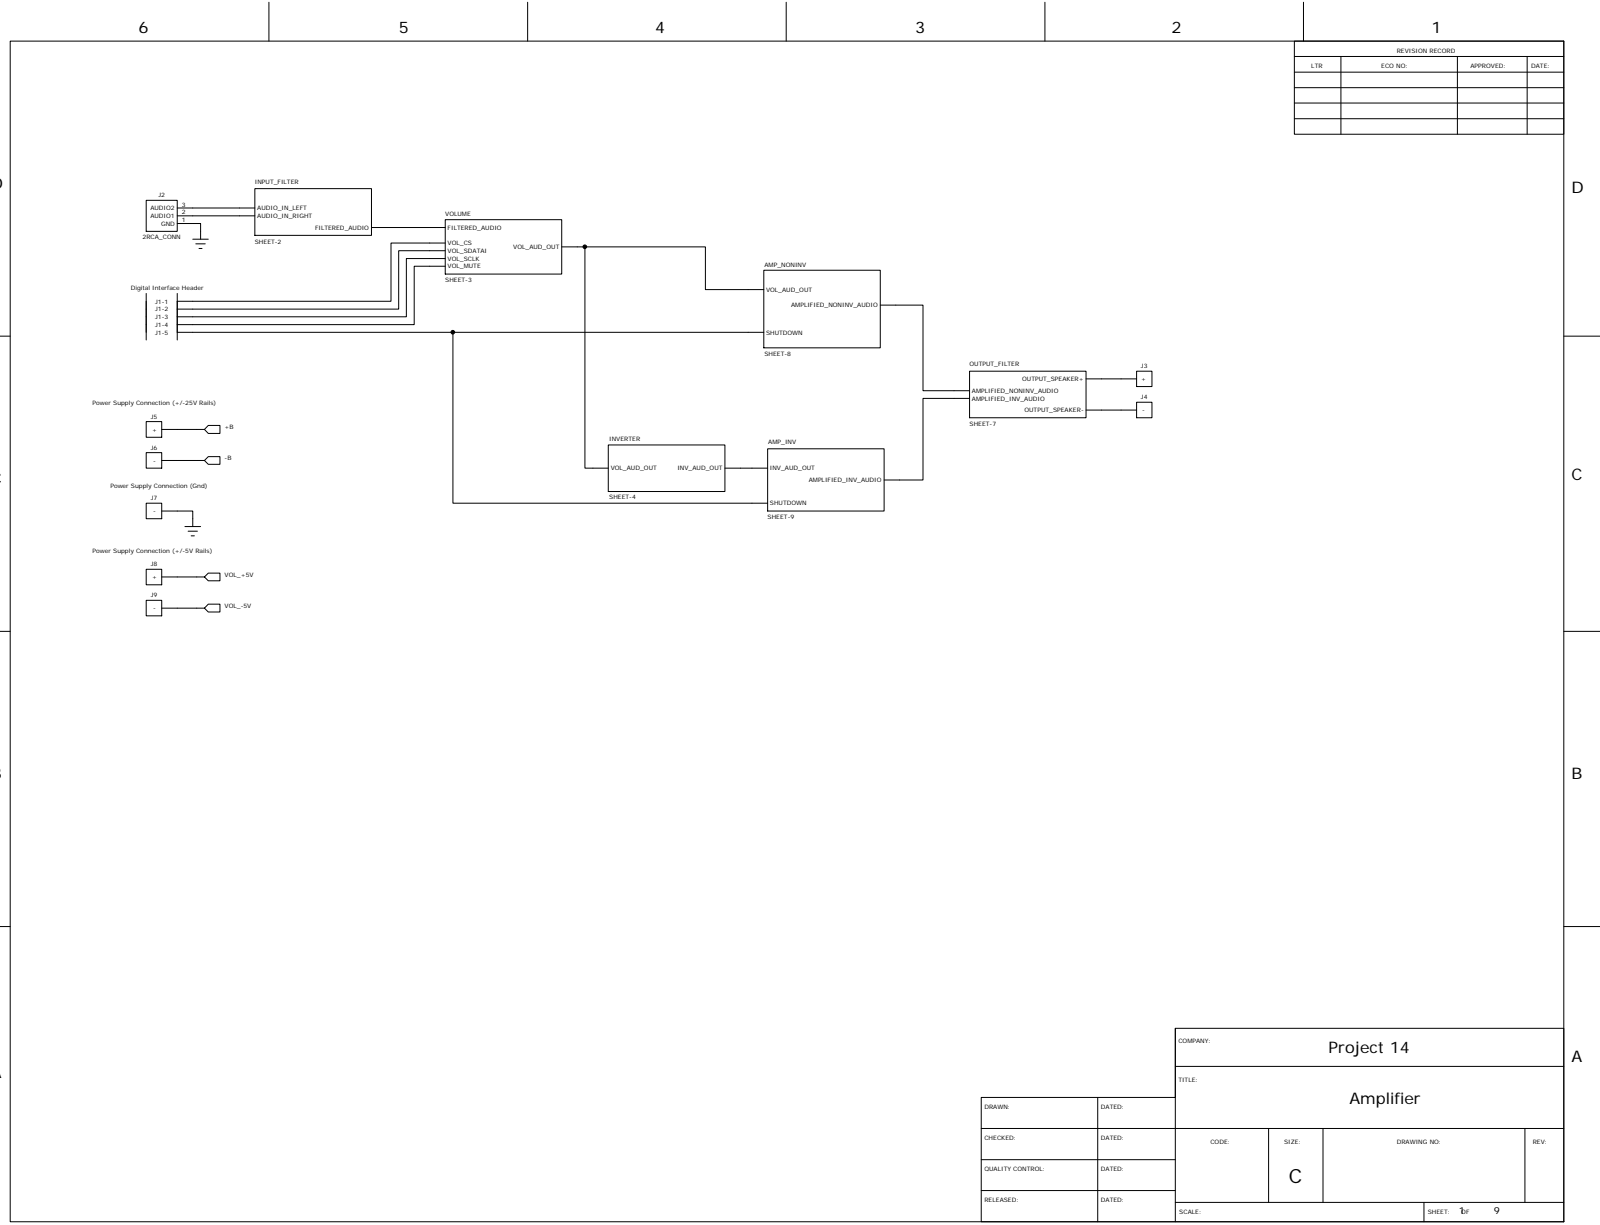 6 5 4 3 2 1
REVISION RECORD
LTR ECO NO: APPROVED: DATE:
D
INPUT_FILTER
J2
AUDIO2 3
AUDIO1 2
GND 1
2RCA_CONN
AUDIO_IN_LEFT
AUDIO_IN_RIGHT
FILTERED_AUDIO
SHEET-2
VOLUME
FILTERED_AUDIO
VOL_CS
VOL_SDATAI
VOL_SCLK
VOL_MUTE
VOL_AUD_OUT
SHEET-3
Digital Interface Header
J1-1
J1-2
J1-3
J1-4
J1-5
AMP_NONINV
VOL_AUD_OUT
AMPLIFIED_NONINV_AUDIO
SHUTDOWN
SHEET-8
OUTPUT_FILTER
OUTPUT_SPEAKER+
AMPLIFIED_NONINV_AUDIO
AMPLIFIED_INV_AUDIO
OUTPUT_SPEAKER-
SHEET-7
J3
+
J4
-
Power Supply Connection (+/-25V Rails)
J5
+ +B
J6
- -B
Power Supply Connection (Gnd)
J7
-
Power Supply Connection (+/-5V Rails)
J8
+ VOL_+5V
J9
- VOL_-5V
INVERTER
VOL_AUD_OUT INV_AUD_OUT
SHEET-4
AMP_INV
INV_AUD_OUT
AMPLIFIED_INV_AUDIO
SHUTDOWN
SHEET-9
C
B
A
COMPANY: Project 14
TITLE:
Amplifier
DRAWN: DATED:
CHECKED: DATED:
QUALITY CONTROL: DATED:
RELEASED: DATED:
CODE: SIZE: DRAWING NO: REV:
C
SCALE: SHEET: 1 OF 9